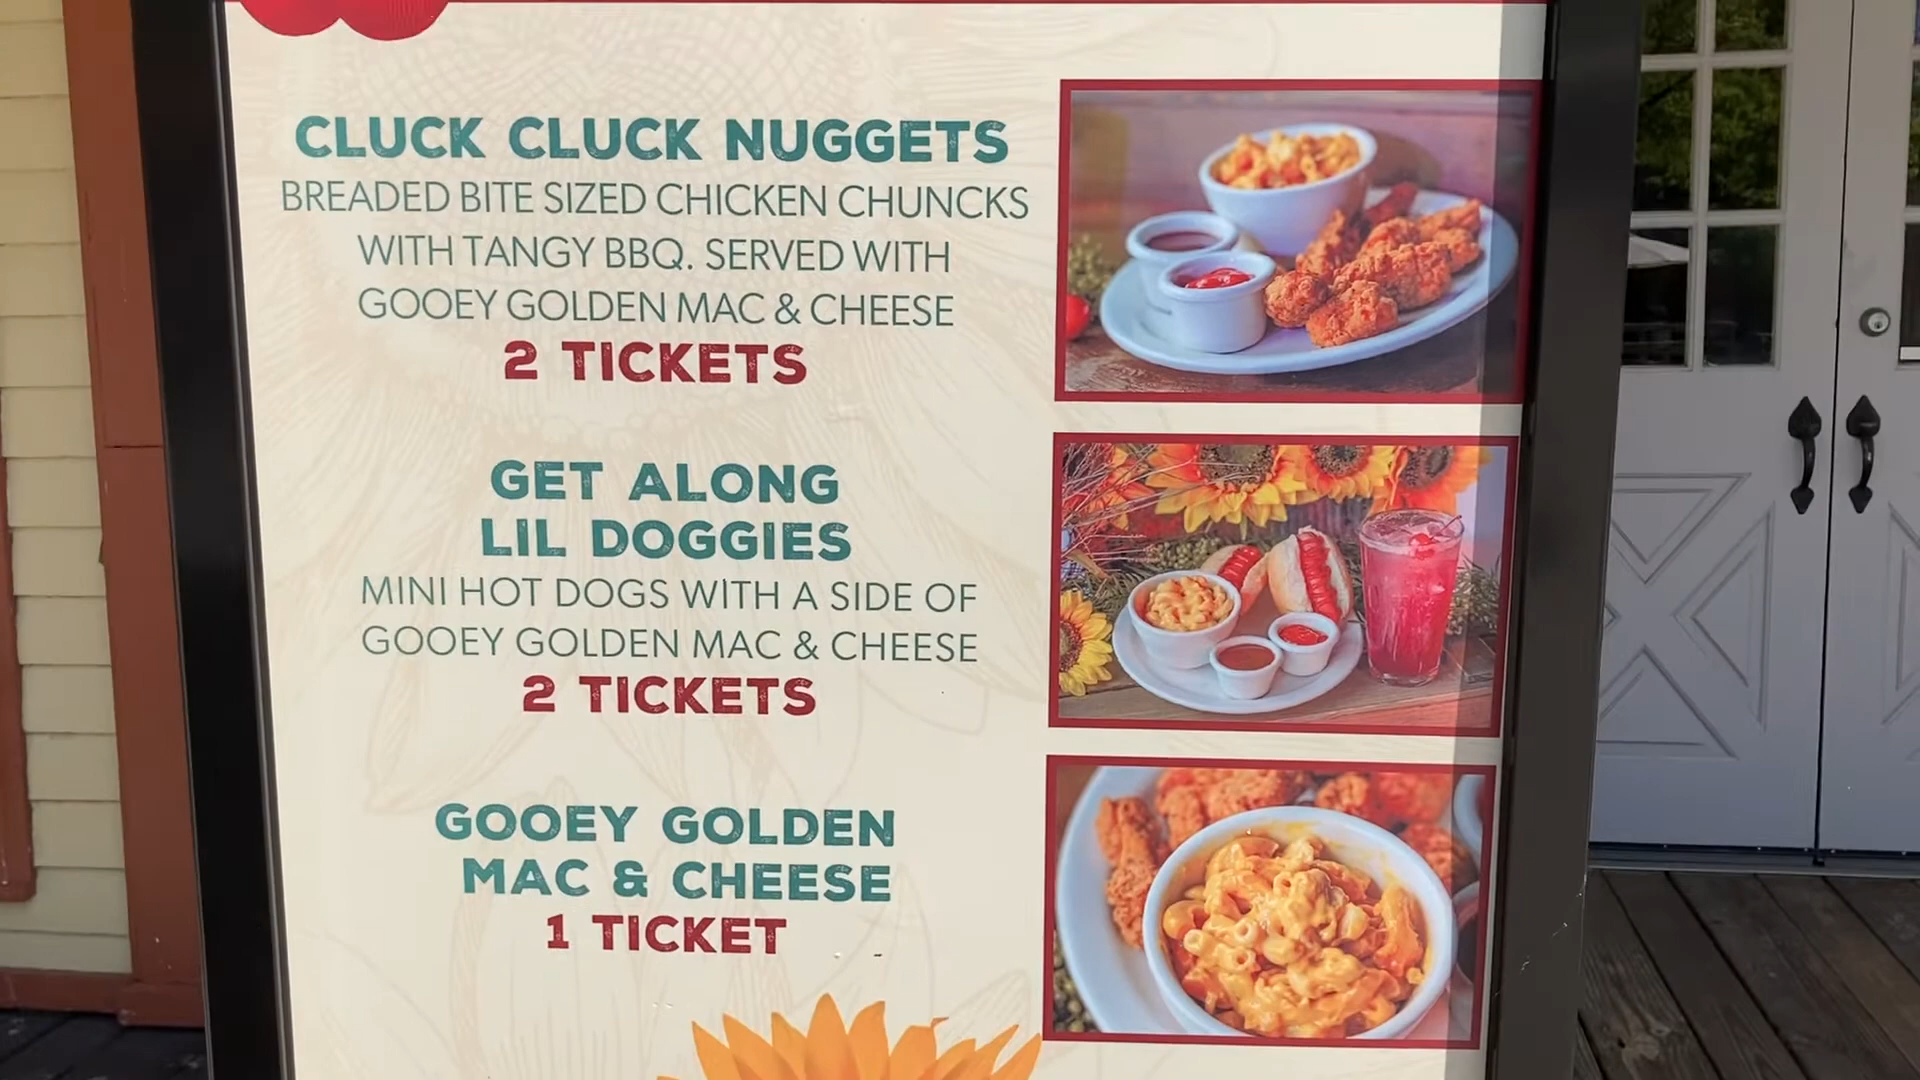 CLUCK CLUCK NUGGETS
BREADED BITE SIZED CHICKEN CHUNCKS
WITH TANGY BBQ. SERVED WITH
GOOEY GOLDEN MAC & CHEESE
2 TICKETS
GET ALONG
LIL DOGGIES
MINI HOT DOGS WITH A SIDE OF
GOOEY GOLDEN MAC & CHEESE
2 TICKETS
GOOEY GOLDEN
MAC & CHEESE
1 TICKET